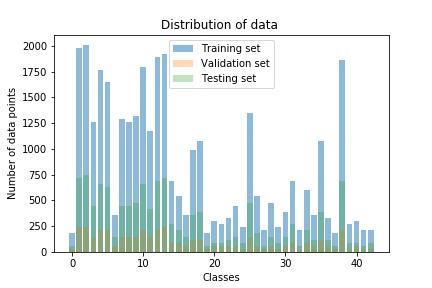 Distribution of data
Training set
Validation set
Testing set
Number of data points
2000
1750
1500
1250
1000
750
500
250
0
0
10
20
30
40
Classes